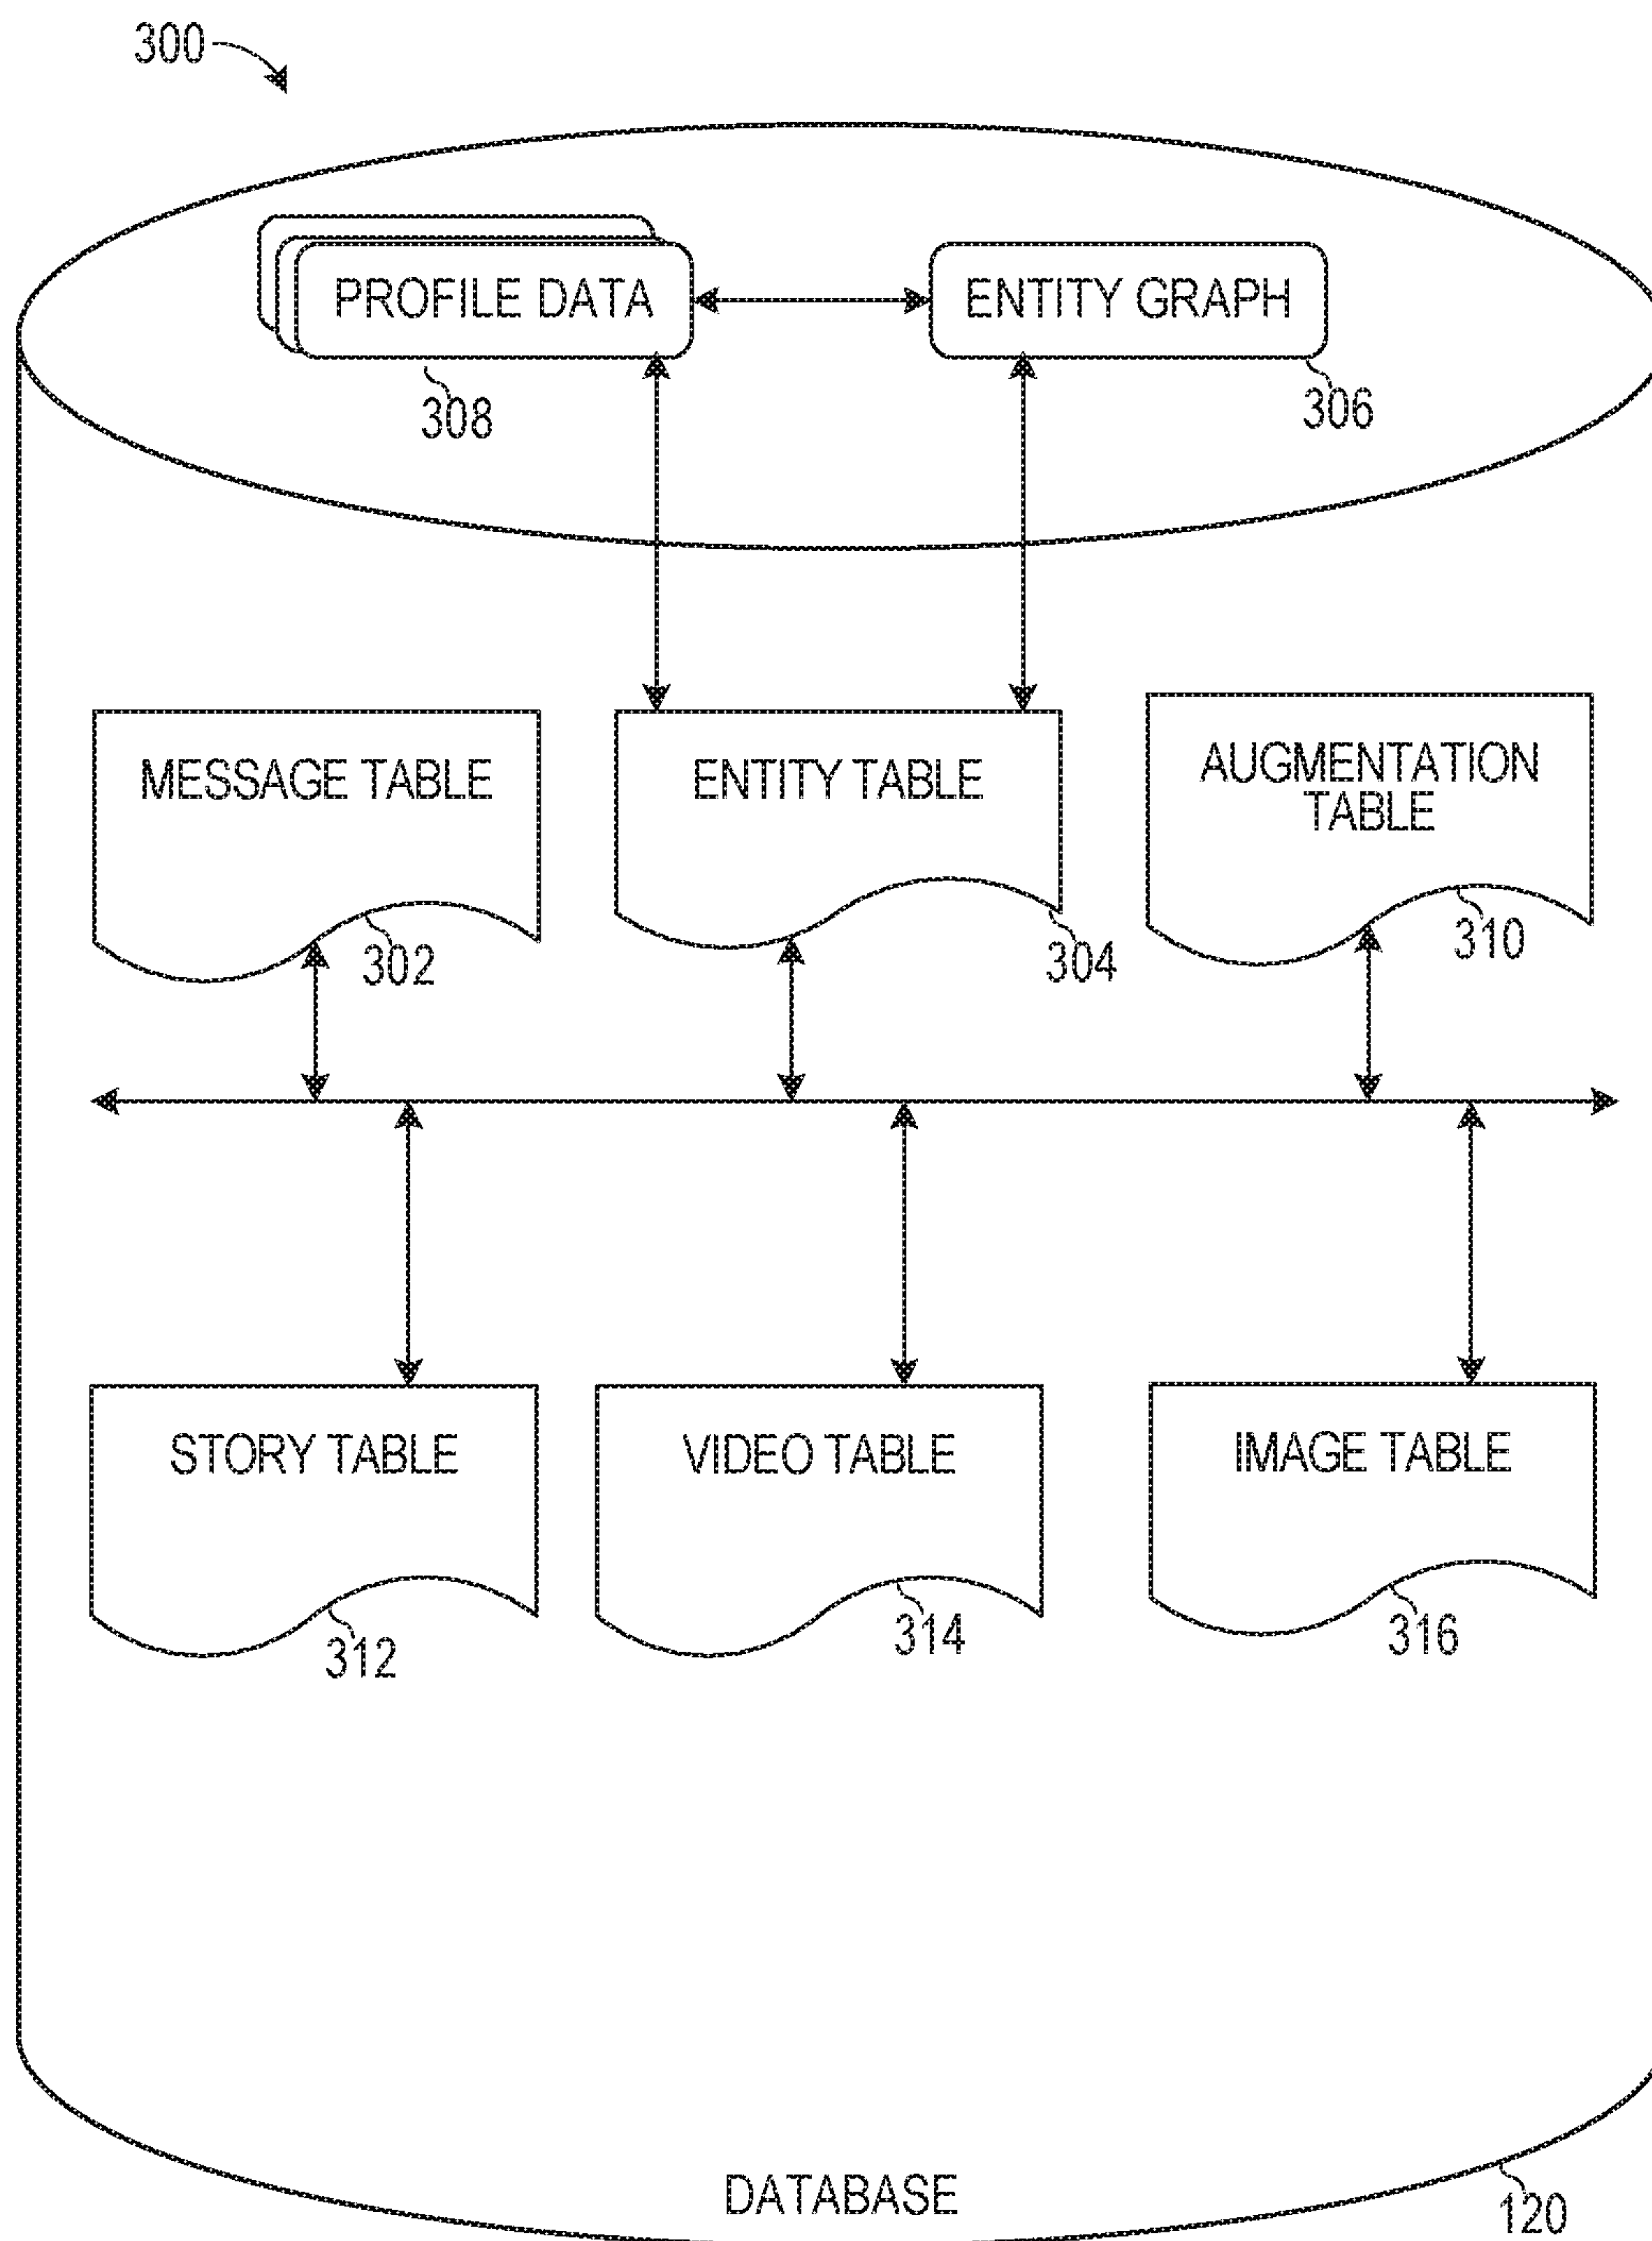 300
PROFILE DATA
ENTITY GRAPH
308
306
MESSAGE TABLE
ENTITY TABLE
AUGMENTATION
TABLE
302
304
310
STORY TABLE
VIDEO TABLE
IMAGE TABLE
312
314
316
DATABASE
120